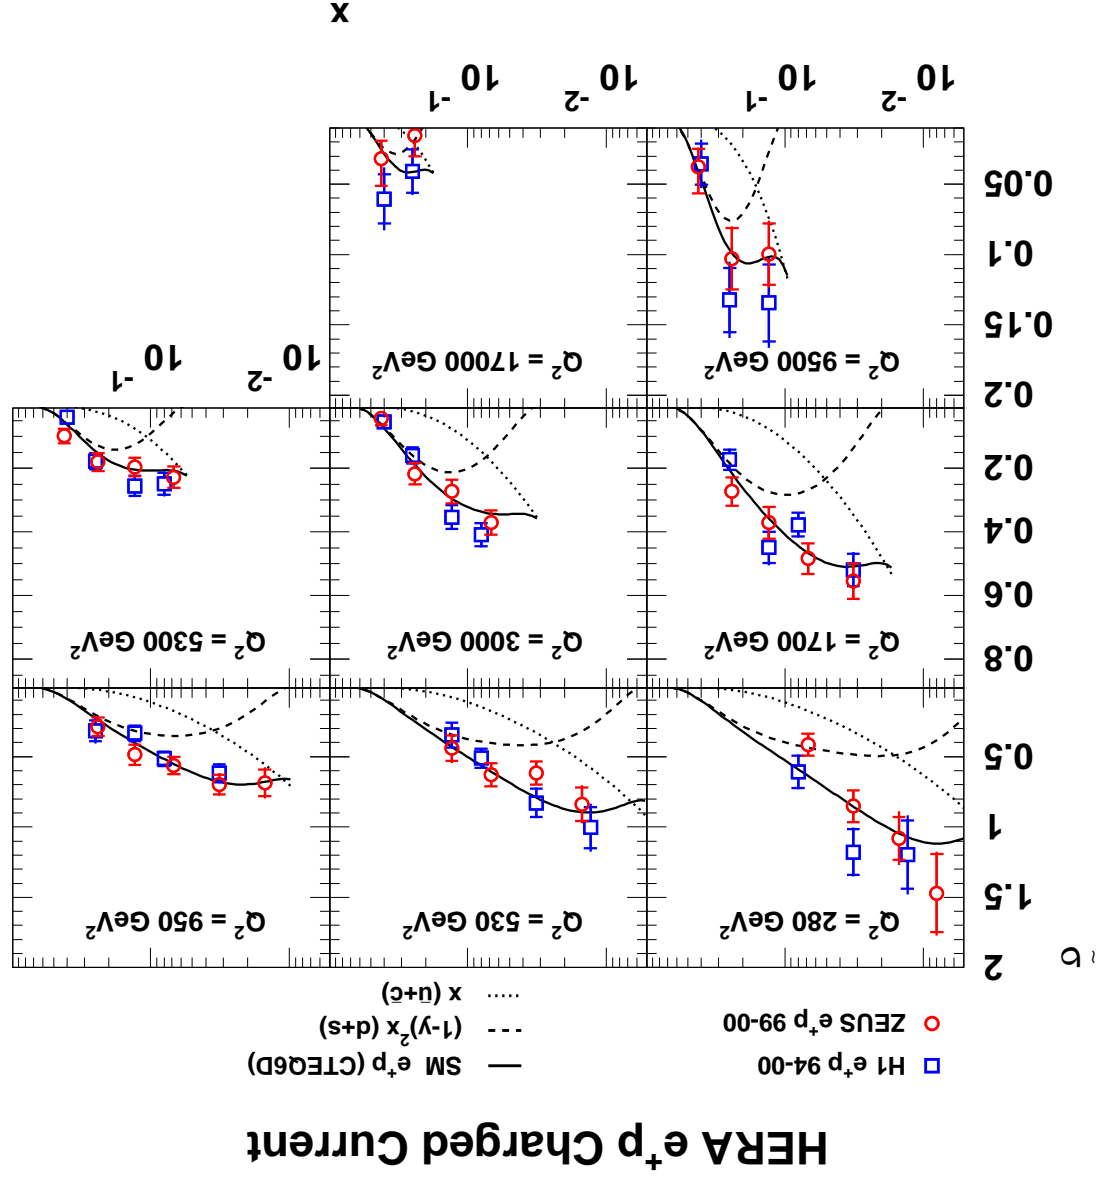 HERA e⁺p Charged Current
H1 e⁺p 94-00
SM e⁺p (CTEQ6D)
ZEUS e⁺p 99-00
(1-y)²x (d+s)
x (u̅+c̅)
σ̃
2
1.5
1
0.5
Q² = 280 GeV²
Q² = 530 GeV²
Q² = 950 GeV²
0.8
0.6
0.4
0.2
Q² = 1700 GeV²
Q² = 3000 GeV²
Q² = 5300 GeV²
0.2
0.15
0.1
0.05
Q² = 9500 GeV²
Q² = 17000 GeV²
10⁻² 10⁻¹
10⁻² 10⁻¹
10⁻² 10⁻¹
x